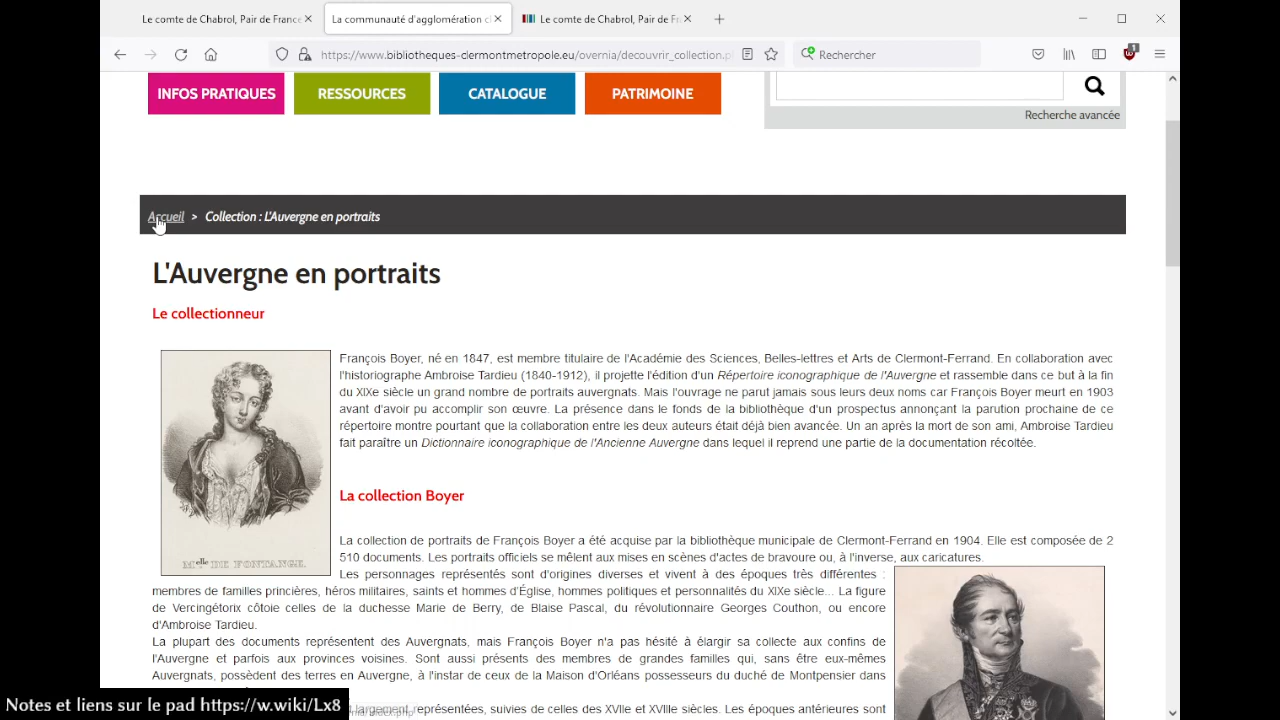 Le comte de Chabrol, Pair de France
La communauté d'agglomération cl
Le comte de Chabrol, Pair de Fra
https://www.bibliotheques-clermontmetropole.eu/overnia/decouvrir_collection.p
Rechercher
1
INFOS PRATIQUES
RESSOURCES
CATALOGUE
PATRIMOINE
Recherche avancée
Accueil > Collection : L'Auvergne en portraits
L'Auvergne en portraits
Le collectionneur
François Boyer, né en 1847, est membre titulaire de l'Académie des Sciences, Belles-lettres et Arts de Clermont-Ferrand. En collaboration avec
l'historiographe Ambroise Tardieu (1840-1912), il projette l'édition d'un Répertoire iconographique de l'Auvergne et rassemble dans ce but à la fin
du XIXe siècle un grand nombre de portraits auvergnats. Mais l'ouvrage ne parut jamais sous leurs deux noms car François Boyer meurt en 1903
avant d'avoir pu accomplir son œuvre. La présence dans le fonds de la bibliothèque d'un prospectus annonçant la parution prochaine de ce
répertoire montre pourtant que la collaboration entre les deux auteurs était déjà bien avancée. Un an après la mort de son ami, Ambroise Tardieu
fait paraître un Dictionnaire iconographique de l'Ancienne Auvergne dans lequel il reprend une partie de la documentation récoltée.
La collection Boyer
La collection de portraits de François Boyer a été acquise par la bibliothèque municipale de Clermont-Ferrand en 1904. Elle est composée de 2
510 documents. Les portraits officiels se mêlent aux mises en scènes d'actes de bravoure ou, à l'inverse, aux caricatures.
Melle DE FONTANGE.
Les personnages représentés sont d'origines diverses et vivent à des époques très différentes :
membres de familles princières, héros militaires, saints et hommes d'Église, hommes politiques et personnalités du XIXe siècle... La figure
de Vercingétorix côtoie celles de la duchesse Marie de Berry, de Blaise Pascal, du révolutionnaire Georges Couthon, ou encore
d'Ambroise Tardieu.
La plupart des documents représentent des Auvergnats, mais François Boyer n'a pas hésité à élargir sa collecte aux confins de
l'Auvergne et parfois aux provinces voisines. Sont aussi présents des membres de grandes familles qui, sans être eux-mêmes
Auvergnats, possèdent des terres en Auvergne, à l'instar de ceux de la Maison d'Orléans possesseurs du duché de Montpensier dans
largement représentées, suivies de celles des XVIIe et XVIIIe siècles. Les époques antérieures sont
Notes et liens sur le pad https://w.wiki/Lx8